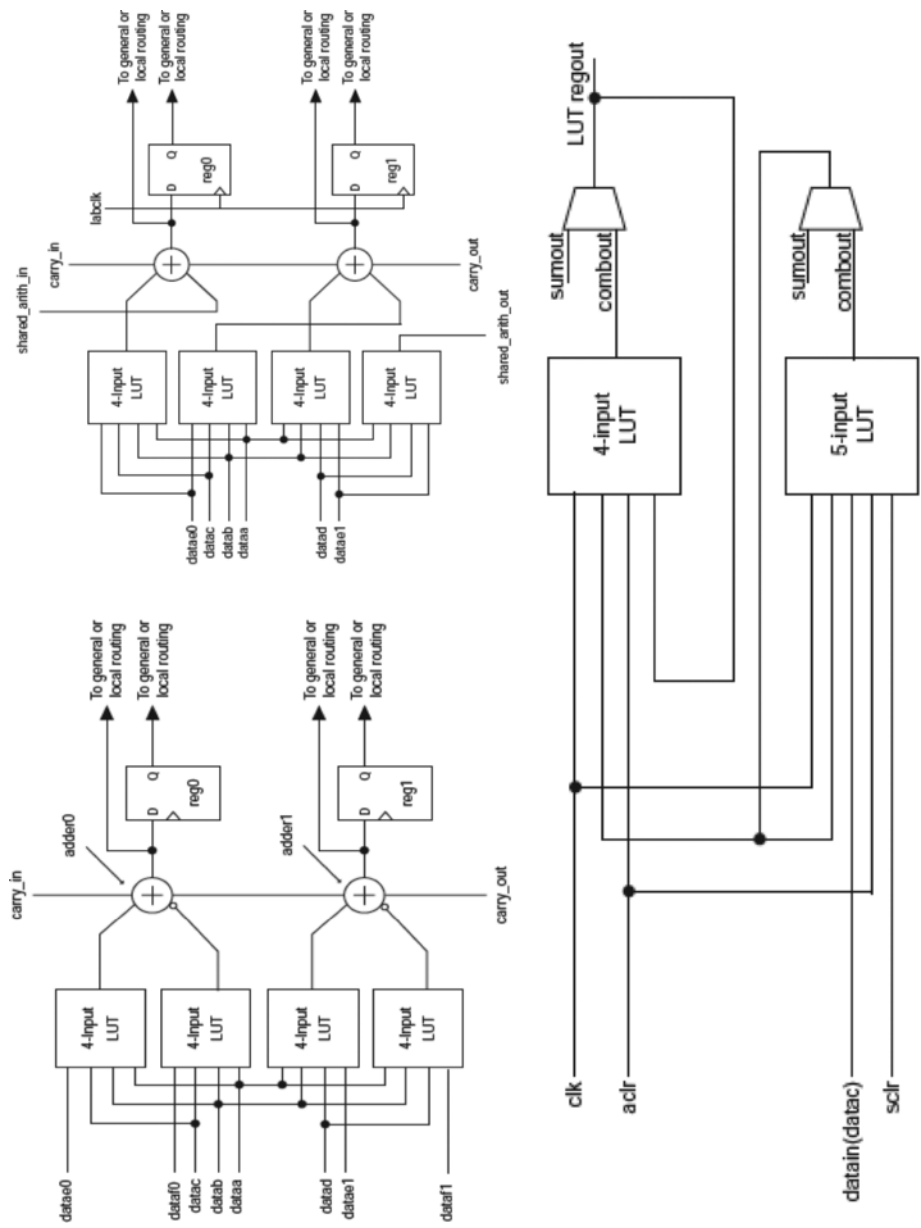 carry_in
adder0
To general or
local routing
To general or
local routing
datae0
4-Input
LUT
D
Q
reg0
dataf0
datac
datab
dataa
4-Input
LUT
adder1
To general or
local routing
To general or
local routing
datad
datae1
4-Input
LUT
D
Q
reg1
dataf1
4-Input
LUT
carry_out
shared_arith_in
carry_in
labclk
To general or
local routing
To general or
local routing
4-Input
LUT
D
Q
reg0
datae0
datac
datab
dataa
4-Input
LUT
To general or
local routing
To general or
local routing
datad
datae1
4-Input
LUT
D
Q
reg1
4-Input
LUT
carry_out
shared_arith_out
clk
aclr
4-input
LUT
sumout
combout
LUT regout
datain(datac)
sclr
5-input
LUT
sumout
combout